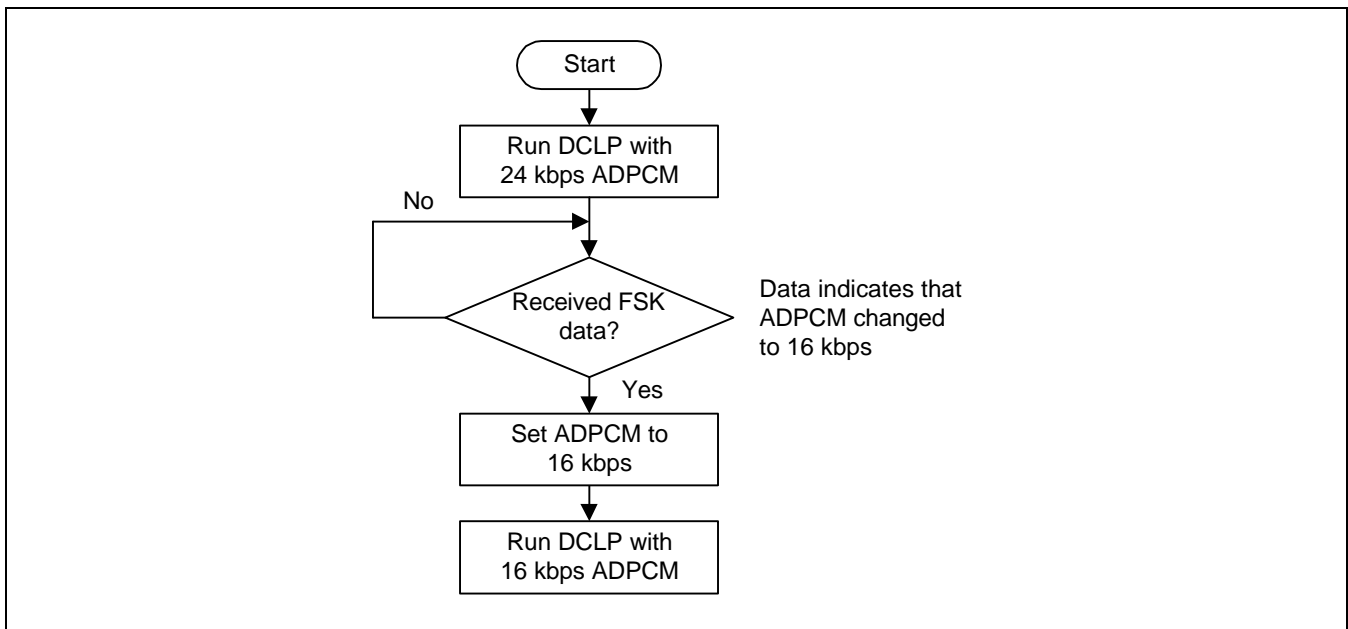 Start
Run DCLP with
24 kbps ADPCM
No
Received FSK
data?
Data indicates that
ADPCM changed
to 16 kbps
Yes
Set ADPCM to
16 kbps
Run DCLP with
16 kbps ADPCM